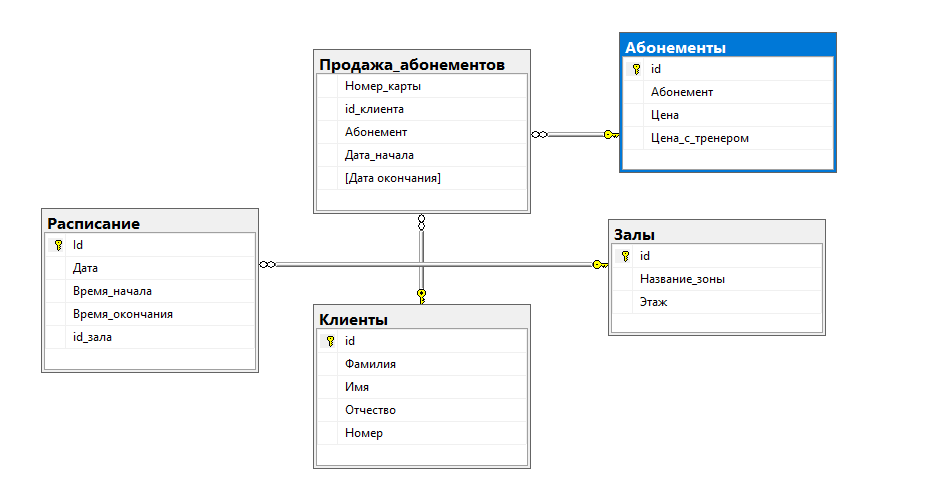 Абонементы
id
Абонемент
Цена
Цена_с_тренером
Продажа_абонементов
Номер_карты
id_клиента
Абонемент
Дата_начала
[Дата окончания]
Расписание
Id
Дата
Время_начала
Время_окончания
id_зала
Залы
id
Название_зоны
Этаж
Клиенты
id
Фамилия
Имя
Отчество
Номер